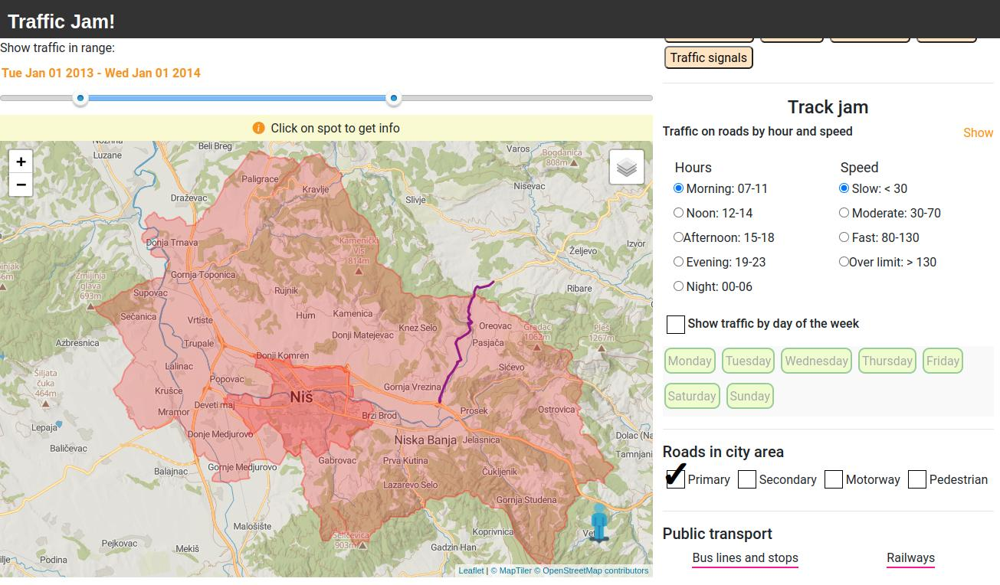 Traffic Jam!
Show traffic in range:
Tue Jan 01 2013 - Wed Jan 01 2014
i Click on spot to get info
+
−
Luzane
Beli Breg
Varos
Bogdanica
808m
Paligrace
Kravlje
Nisevac
Draževac
Slivje
Donja Trnava
Kamenički
Vis
814m
Izvor
Željevo
Gornja Toponica
Zmijlinja
glava
693m
Supovac
Rujnik
Ribare
Sečanica
Vrtiste
Hum
Kamenica
Knez Selo
Oreovac
Gradac
1062m
Pleš
1267m
Azbresnica
Trupale
Donji Matejevac
Pasjača
Lalinac
Donji Komren
Sićevo
Šiljata
čuka
464m
Popovac
Krušce
Gornja Vrezina
Deveti maj
Niš
Mramor
Brzi Brod
Prosek
Ostrovica
Lepaja
Donje Medjurovo
Niska Banja
Jelasnica
Dolac (Na
Baličevac
Tamnjani
Gornje Medjurovo
Gabrovac
Prva Kutina
Čukljenik
Balajnac
Lazarevo Selo
Gornja Studena
Malošište
Seličevica
903m
Koprivnica
Pejkovac
Mekiš
Gadzin Han
Podina
Leaflet | © MapTiler © OpenStreetMap contributors
Traffic signals
Track jam
Traffic on roads by hour and speed
Show
Hours
Speed
Morning: 07-11
Slow: < 30
Noon: 12-14
Moderate: 30-70
Afternoon: 15-18
Fast: 80-130
Evening: 19-23
Over limit: > 130
Night: 00-06
Show traffic by day of the week
Monday Tuesday Wednesday Thursday Friday
Saturday Sunday
Roads in city area
Primary Secondary Motorway Pedestrian
Public transport
Bus lines and stops
Railways